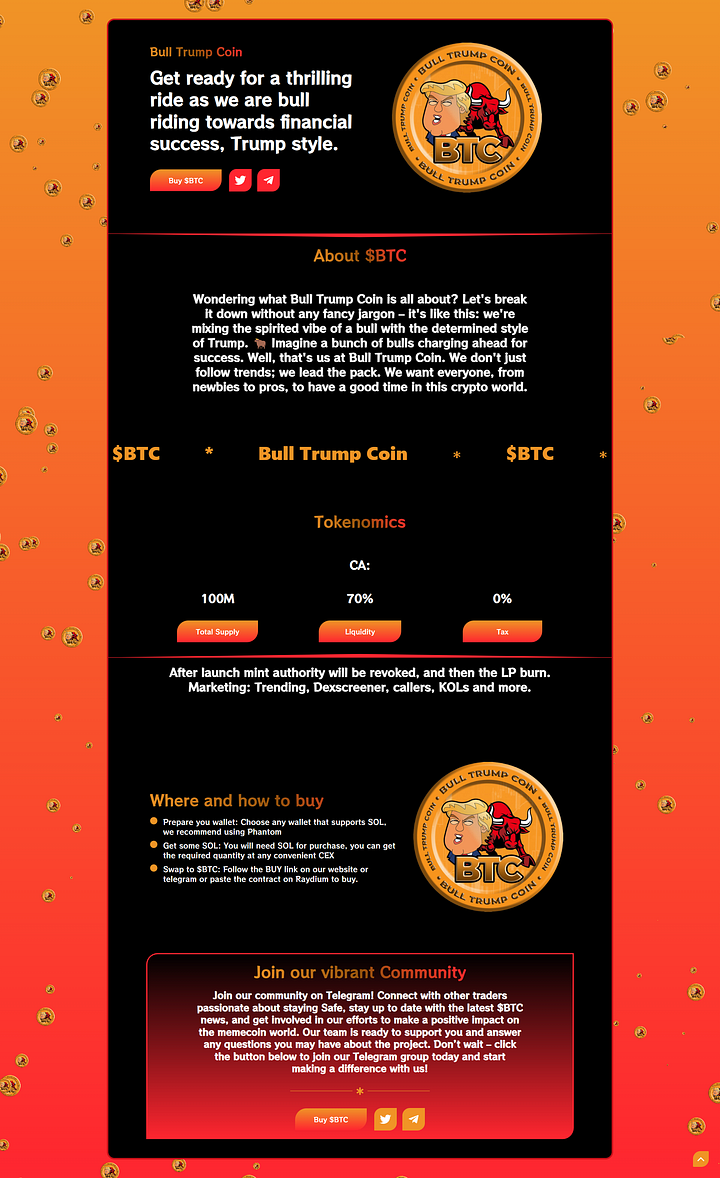 Bull Trump Coin
Get ready for a thrilling
ride as we are bull
riding towards financial
success, Trump style.
Buy $BTC
BULL TRUMP COIN
BULL TRUMP COIN
BULL TRUMP COIN
BULL TRUMP COIN
BTC
About $BTC
Wondering what Bull Trump Coin is all about? Let's break
it down without any fancy jargon – it's like this: we're
mixing the spirited vibe of a bull with the determined style
of Trump. 🐂 Imagine a bunch of bulls charging ahead for
success. Well, that's us at Bull Trump Coin. We don't just
follow trends; we lead the pack. We want everyone, from
newbies to pros, to have a good time in this crypto world.
$BTC * Bull Trump Coin * $BTC *
Tokenomics
CA:
100M 70% 0%
Total Supply Liquidity Tax
After launch mint authority will be revoked, and then the LP burn.
Marketing: Trending, Dexscreener, callers, KOLs and more.
Where and how to buy
Prepare you wallet: Choose any wallet that supports SOL,
we recommend using Phantom
Get some SOL: You will need SOL for purchase, you can get
the required quantity at any convenient CEX
Swap to $BTC: Follow the BUY link on our website or
telegram or paste the contract on Raydium to buy.
BULL TRUMP COIN
BULL TRUMP COIN
BULL TRUMP COIN
BULL TRUMP COIN
BTC
Join our vibrant Community
Join our community on Telegram! Connect with other traders
passionate about staying Safe, stay up to date with the latest $BTC
news, and get involved in our efforts to make a positive impact on
the memecoin world. Our team is ready to support you and answer
any questions you may have about the project. Don't wait – click
the button below to join our Telegram group today and start
making a difference with us!
*
Buy $BTC